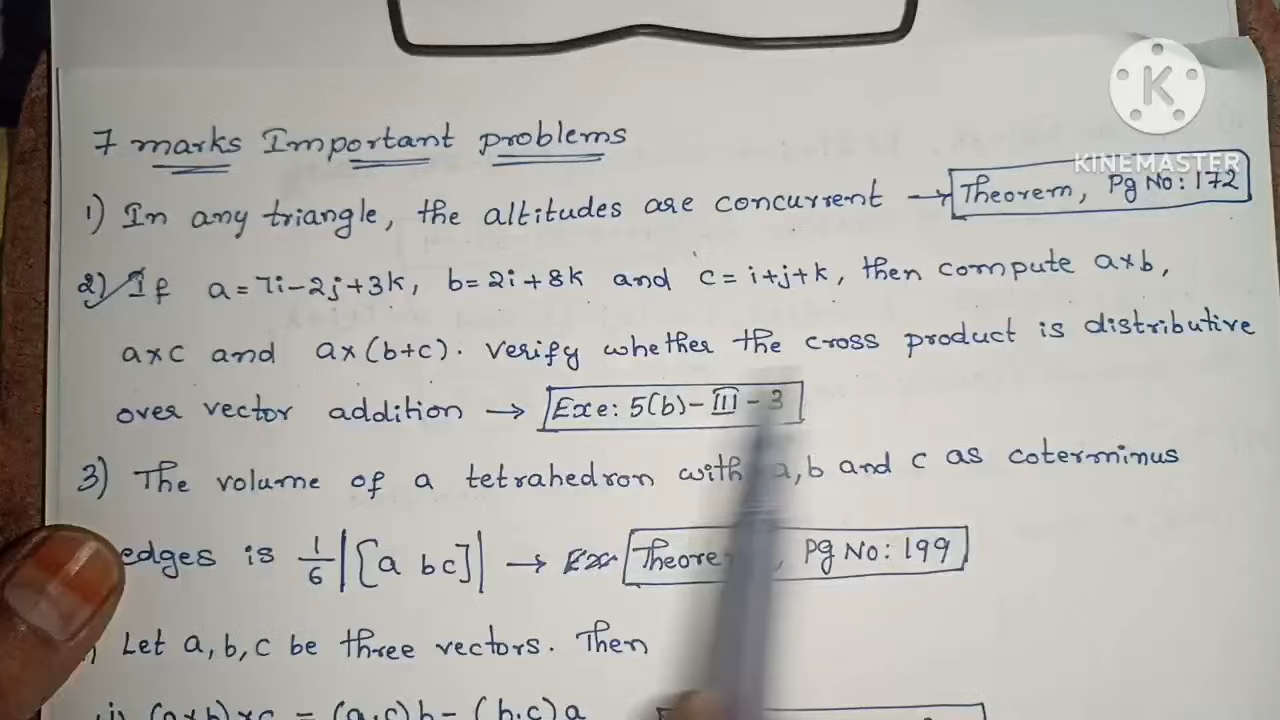 7 marks Important problems
KINEMASTER
1) In any triangle, the altitudes are concurrent → Theorem, Pg No: 172
2) If a = 7i - 2j + 3k, b = 2i + 8k and c = i + j + k, then compute a×b,
a×c and a×(b+c). Verify whether the cross product is distributive
over vector addition → Exe: 5(b) - III - 3
3) The volume of a tetrahedron with a, b and c as coterminus
edges is 1/6 |[a bc]| → Pg No: 199
Let a, b, c be three vectors. Then
i) (a×b)×c = (a.c)b - (b.c)a